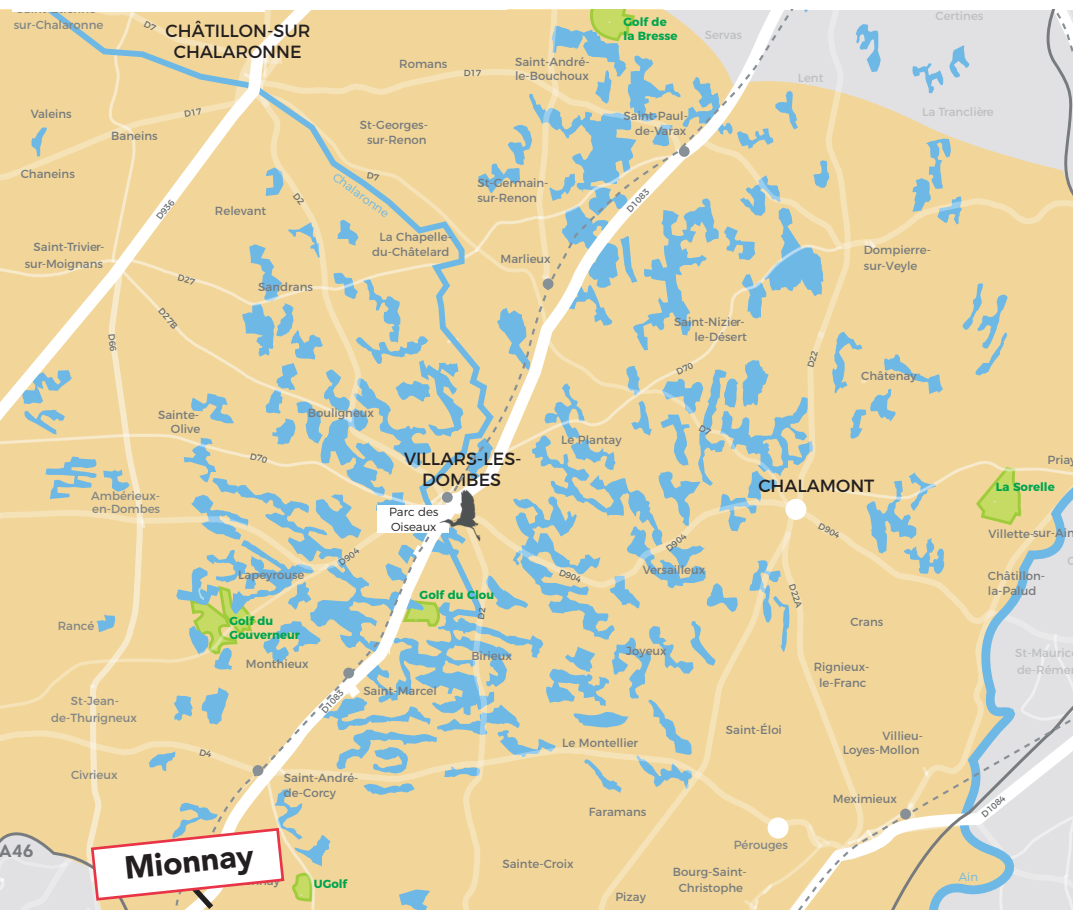 sur-Chalaronne
D7
CHÂTILLON-SUR
CHALARONNE
Golf de
la Bresse
Certines
Servas
Romans
D17
Saint-André-
le-Bouchoux
Lent
La Tranclière
Valeins
D17
Baneins
St-Georges-
sur-Renon
Saint-Paul-
de-Varax
Chaneins
D7
Chalaronne
St-Germain-
sur-Renon
D1083
D936
D2
Relevant
La Chapelle-
du-Châtelard
Saint-Trivier-
sur-Moignans
Marlieux
Dompierre-
sur-Veyle
D27
Sandrans
D27B
D66
Saint-Nizier-
le-Désert
D22
D70
Châtenay
Sainte-
Olive
Bouligneux
D7
Le Plantay
D70
VILLARS-LES-
DOMBES
Priay
CHALAMONT
La Sorelle
Ambérieux-
en-Dombes
Parc des
Oiseaux
D904
Villette-sur-Ain
D904
D904
Lapeyrouse
D904
Versailleux
Châtillon-
la-Palud
Golf du Clou
D22A
D2
Rancé
Golf du
Gouverneur
Crans
Birieux
Joyeux
St-Maurice
de-Réme
Monthieux
Rignieux-
le-Franc
Saint-Marcel
D1083
St-Jean-
de-Thurigneux
Saint-Éloi
Villieu-
Loyes-Mollon
D4
Le Montellier
Civrieux
Saint-André-
de-Corcy
Meximieux
D1084
Faramans
Pérouges
A46
Mionnay
Sainte-Croix
Bourg-Saint-
Christophe
Ain
UGolf
Pizay